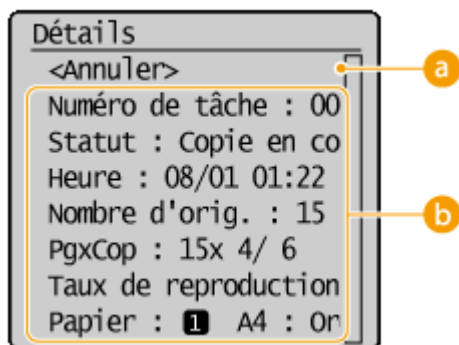 Détails
<Annuler>
a
Numéro de tâche : 00
Statut : Copie en co
Heure : 08/01 01:22
Nombre d'orig. : 15
b
PgxCop : 15x 4/ 6
Taux de reproduction
Papier : 1 A4 : Or